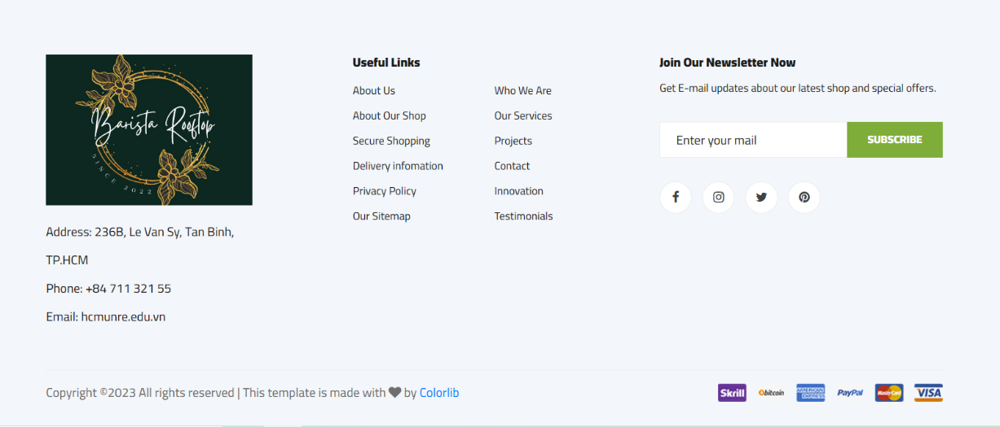 Barista Rooftop
SINCE 2022
Address: 236B, Le Van Sy, Tan Binh,
TP.HCM
Phone: +84 711 321 55
Email: hcmunre.edu.vn
Useful Links
About Us
About Our Shop
Secure Shopping
Delivery infomation
Privacy Policy
Our Sitemap
Who We Are
Our Services
Projects
Contact
Innovation
Testimonials
Join Our Newsletter Now
Get E-mail updates about our latest shop and special offers.
Enter your mail SUBSCRIBE
Copyright ©2023 All rights reserved | This template is made with ♥ by Colorlib
Skrill bitcoin AMERICAN EXPRESS PayPal MasterCard VISA